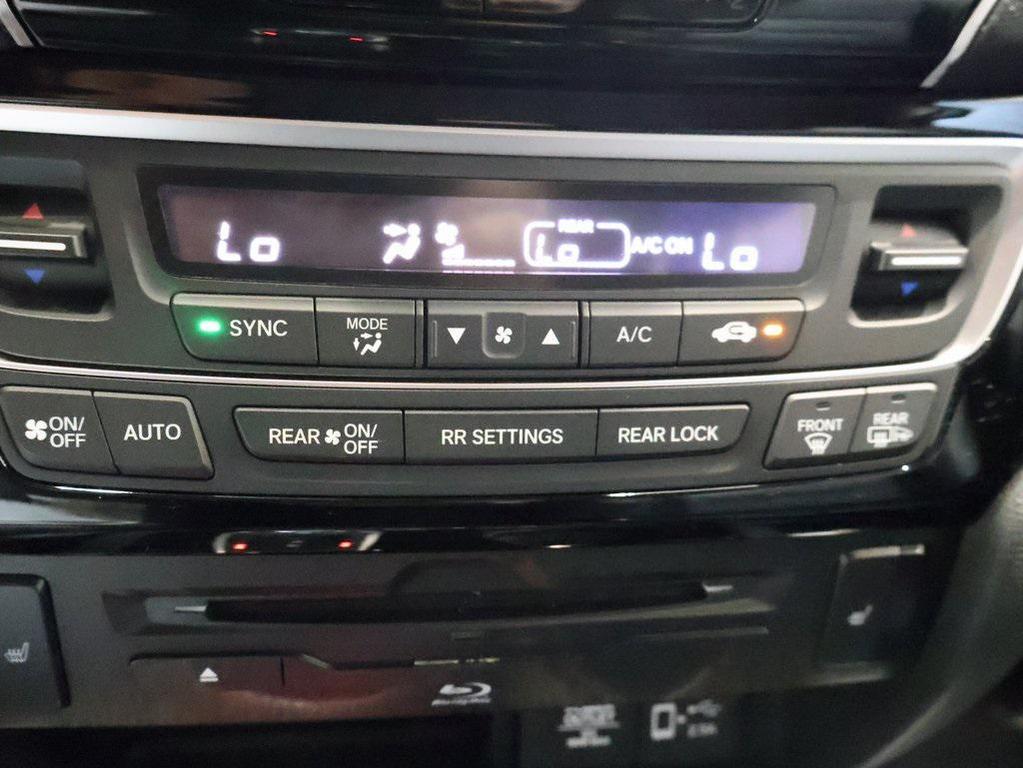 Lo
REAR
Lo
A/C ON
Lo
SYNC
MODE
A/C
ON/
OFF
AUTO
REAR
ON/
OFF
RR SETTINGS
REAR LOCK
FRONT
REAR